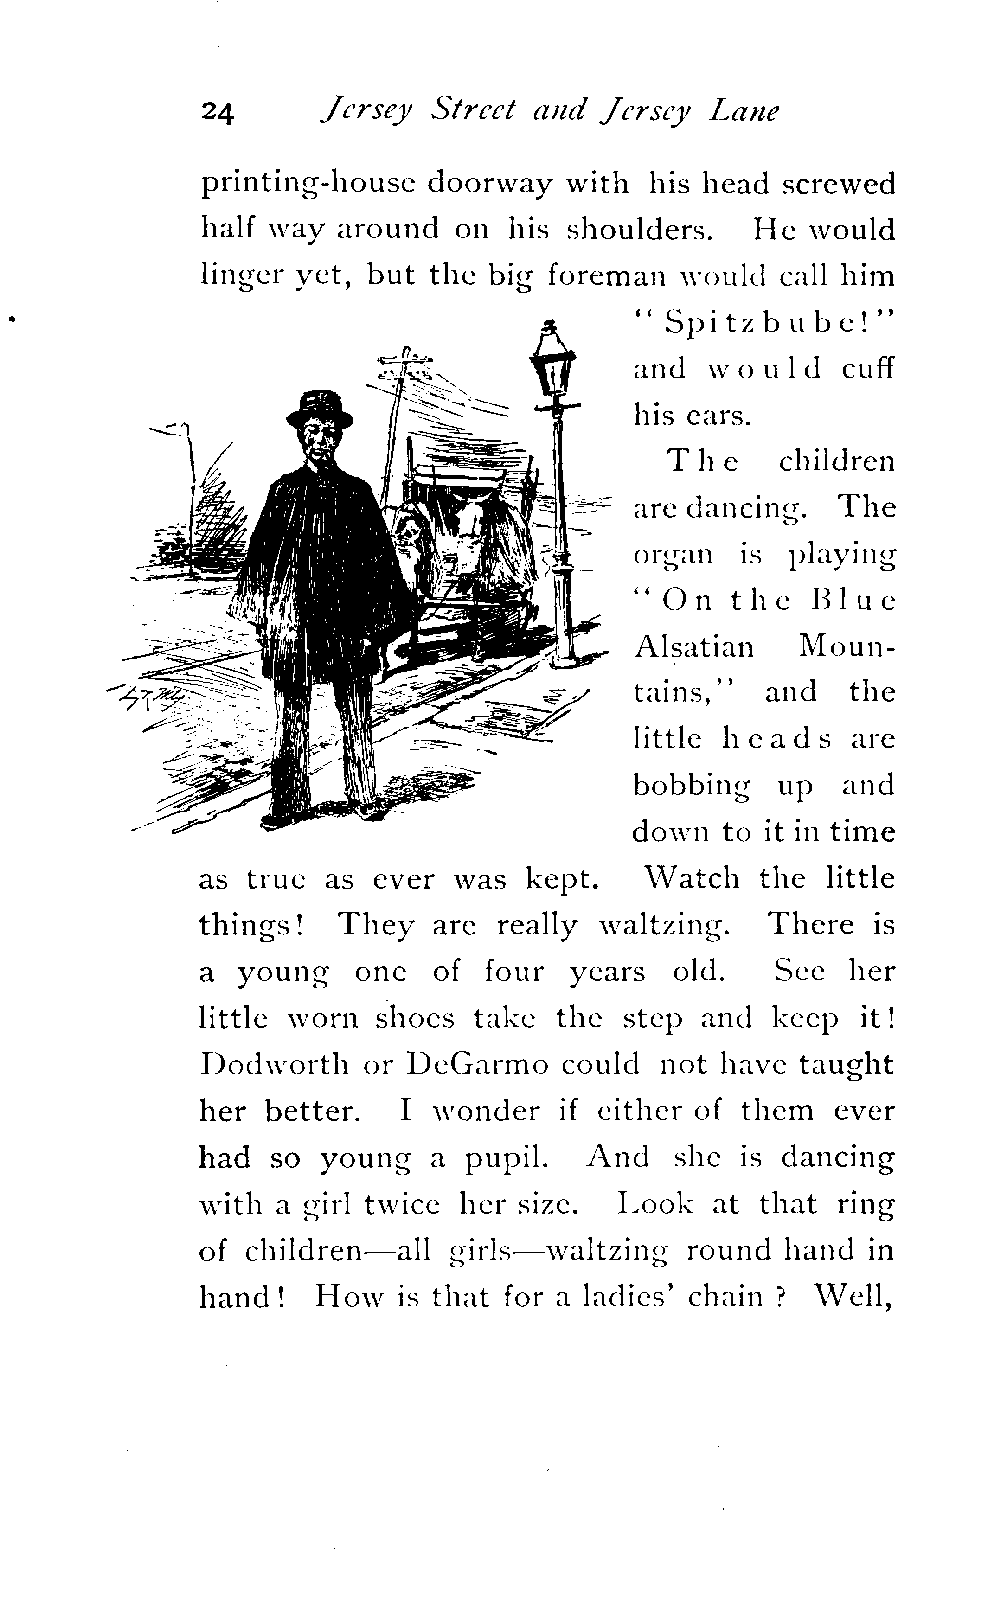 24 Jersey Street and Jersey Lane
printing-house doorway with his head screwed
half way around on his shoulders. He would
linger yet, but the big foreman would call him
“Spitzbube!”
and would cuff
his ears.
The children
are dancing. The
organ is playing
“On the Blue
Alsatian Moun-
tains,” and the
little heads are
bobbing up and
down to it in time
as true as ever was kept. Watch the little
things! They are really waltzing. There is
a young one of four years old. See her
little worn shoes take the step and keep it!
Dodworth or DeGarmo could not have taught
her better. I wonder if either of them ever
had so young a pupil. And she is dancing
with a girl twice her size. Look at that ring
of children—all girls—waltzing round hand in
hand! How is that for a ladies’ chain? Well,